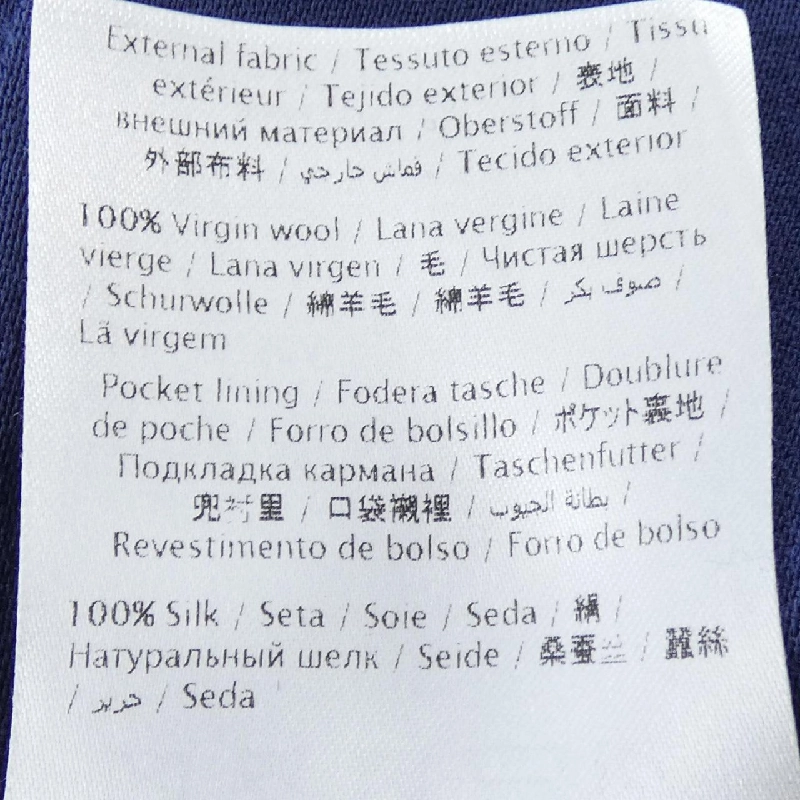 External fabric / Tessuto esterno / Tissu
extérieur / Tejido exterior / 表地 /
внешний материал / Oberstoff / 面料 /
外部布料 / قماش خارجي / Tecido exterior
100% Virgin wool / Lana vergine / Laine
vierge / Lana virgen / 毛 / Чистая шерсть
/ Schurwolle / 綿羊毛 / 綿羊毛 / صوف بكر /
Lã virgem
Pocket lining / Fodera tasche / Doublure
de poche / Forro de bolsillo / ポケット裏地 /
Подкладка кармана / Taschenfutter /
兜衬里 / 口袋襯裡 / بطانة الجيوب /
Revestimento de bolso / Forro de bolso
100% Silk / Seta / Soie / Seda / 絹 /
Натуральный шелк / Seide / 桑蚕丝 / 蠶絲
/ حرير / Seda